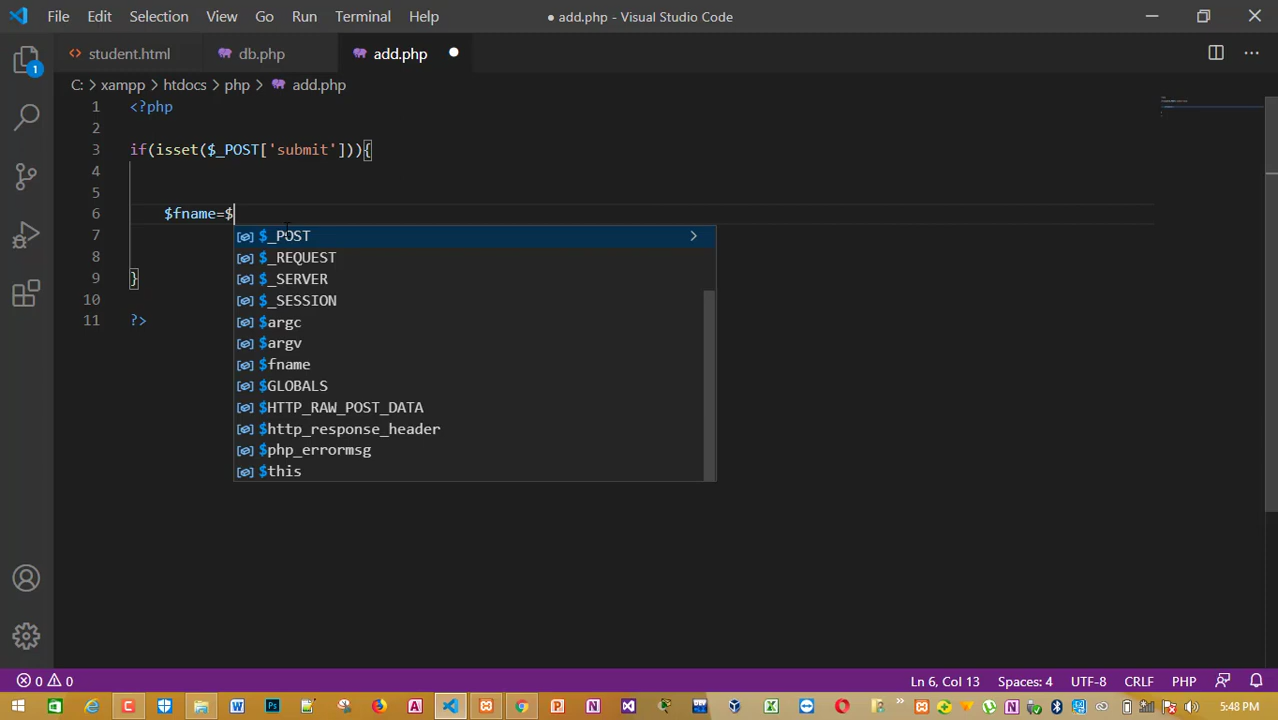 File Edit Selection View Go Run Terminal Help
● add.php - Visual Studio Code
student.html db.php add.php
C: > xampp > htdocs > php > add.php
1
1 <?php
2
3 if(isset($_POST['submit'])){
4
5
6 $fname=$
7
8
9 }
10
11 ?>
$_POST
$_REQUEST
$_SERVER
$_SESSION
$argc
$argv
$fname
$GLOBALS
$HTTP_RAW_POST_DATA
$http_response_header
$php_errormsg
$this
0 0 Ln 6, Col 13 Spaces: 4 UTF-8 CRLF PHP
5:48 PM